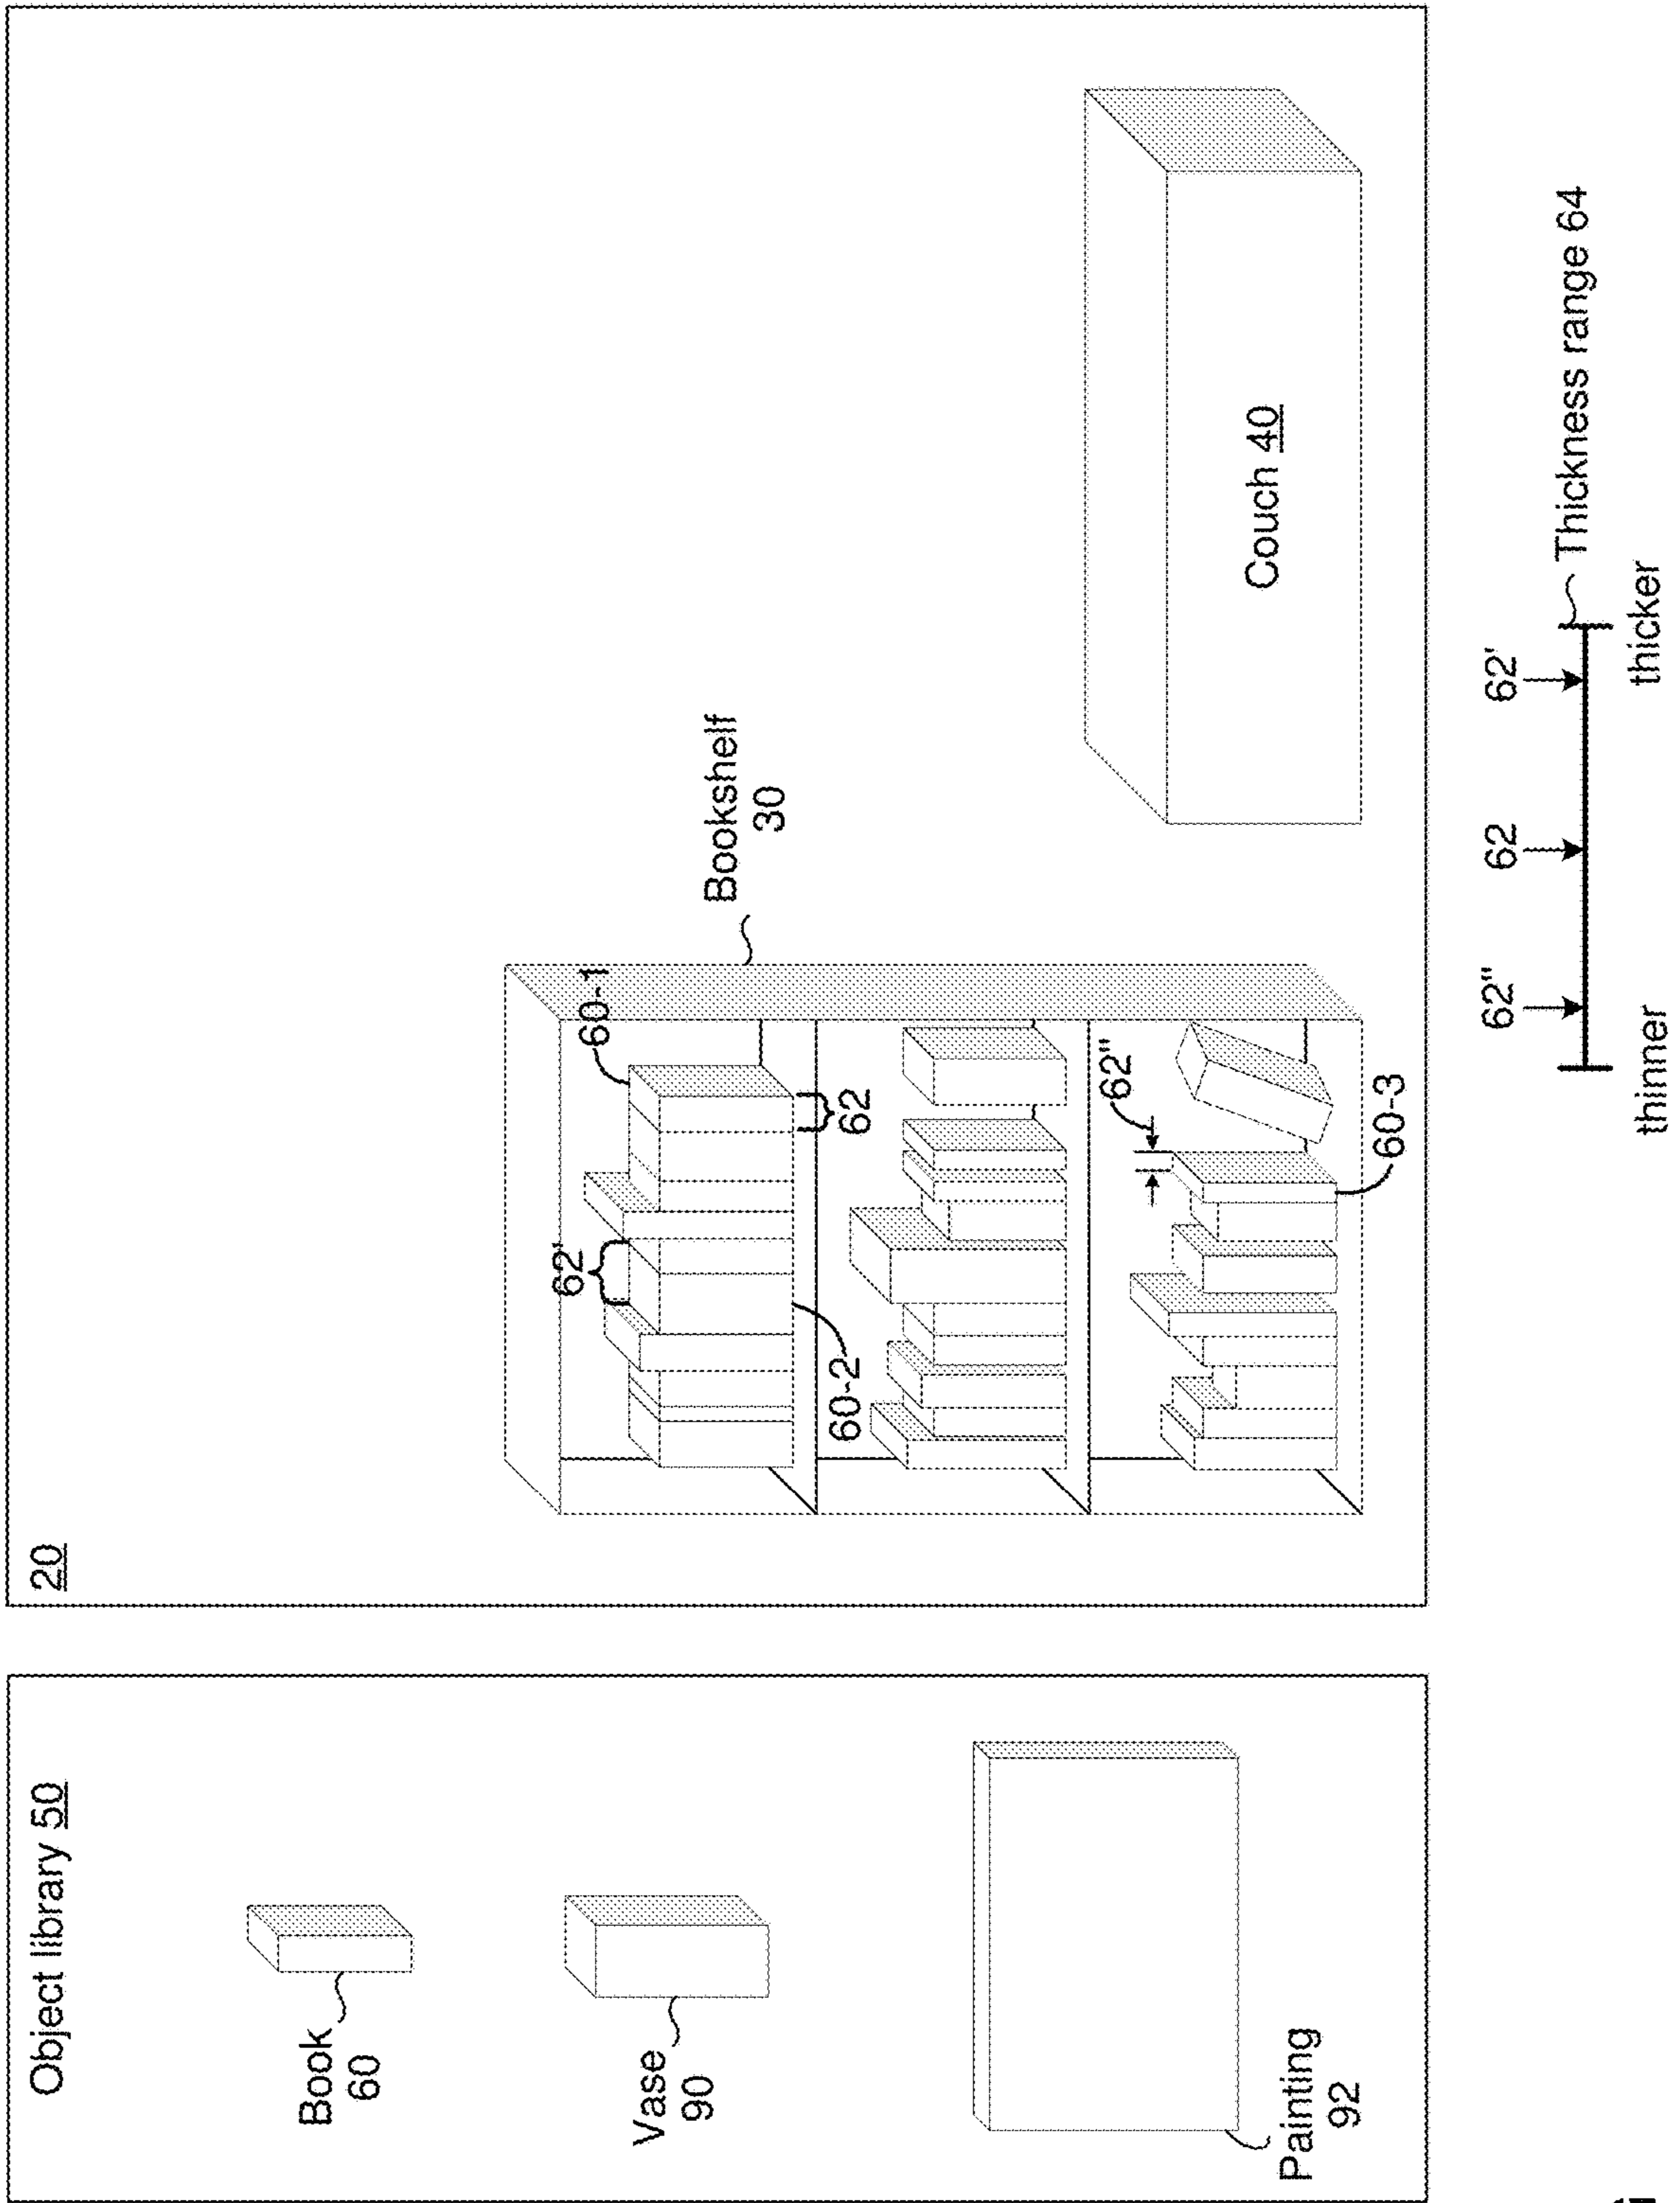 Object library 50
Book
60
Vase
90
Painting
92
20
Bookshelf
30
60-1
62'
62
60-2
62"
60-3
Couch 40
62"
62
62'
Thickness range 64
thinner
thicker